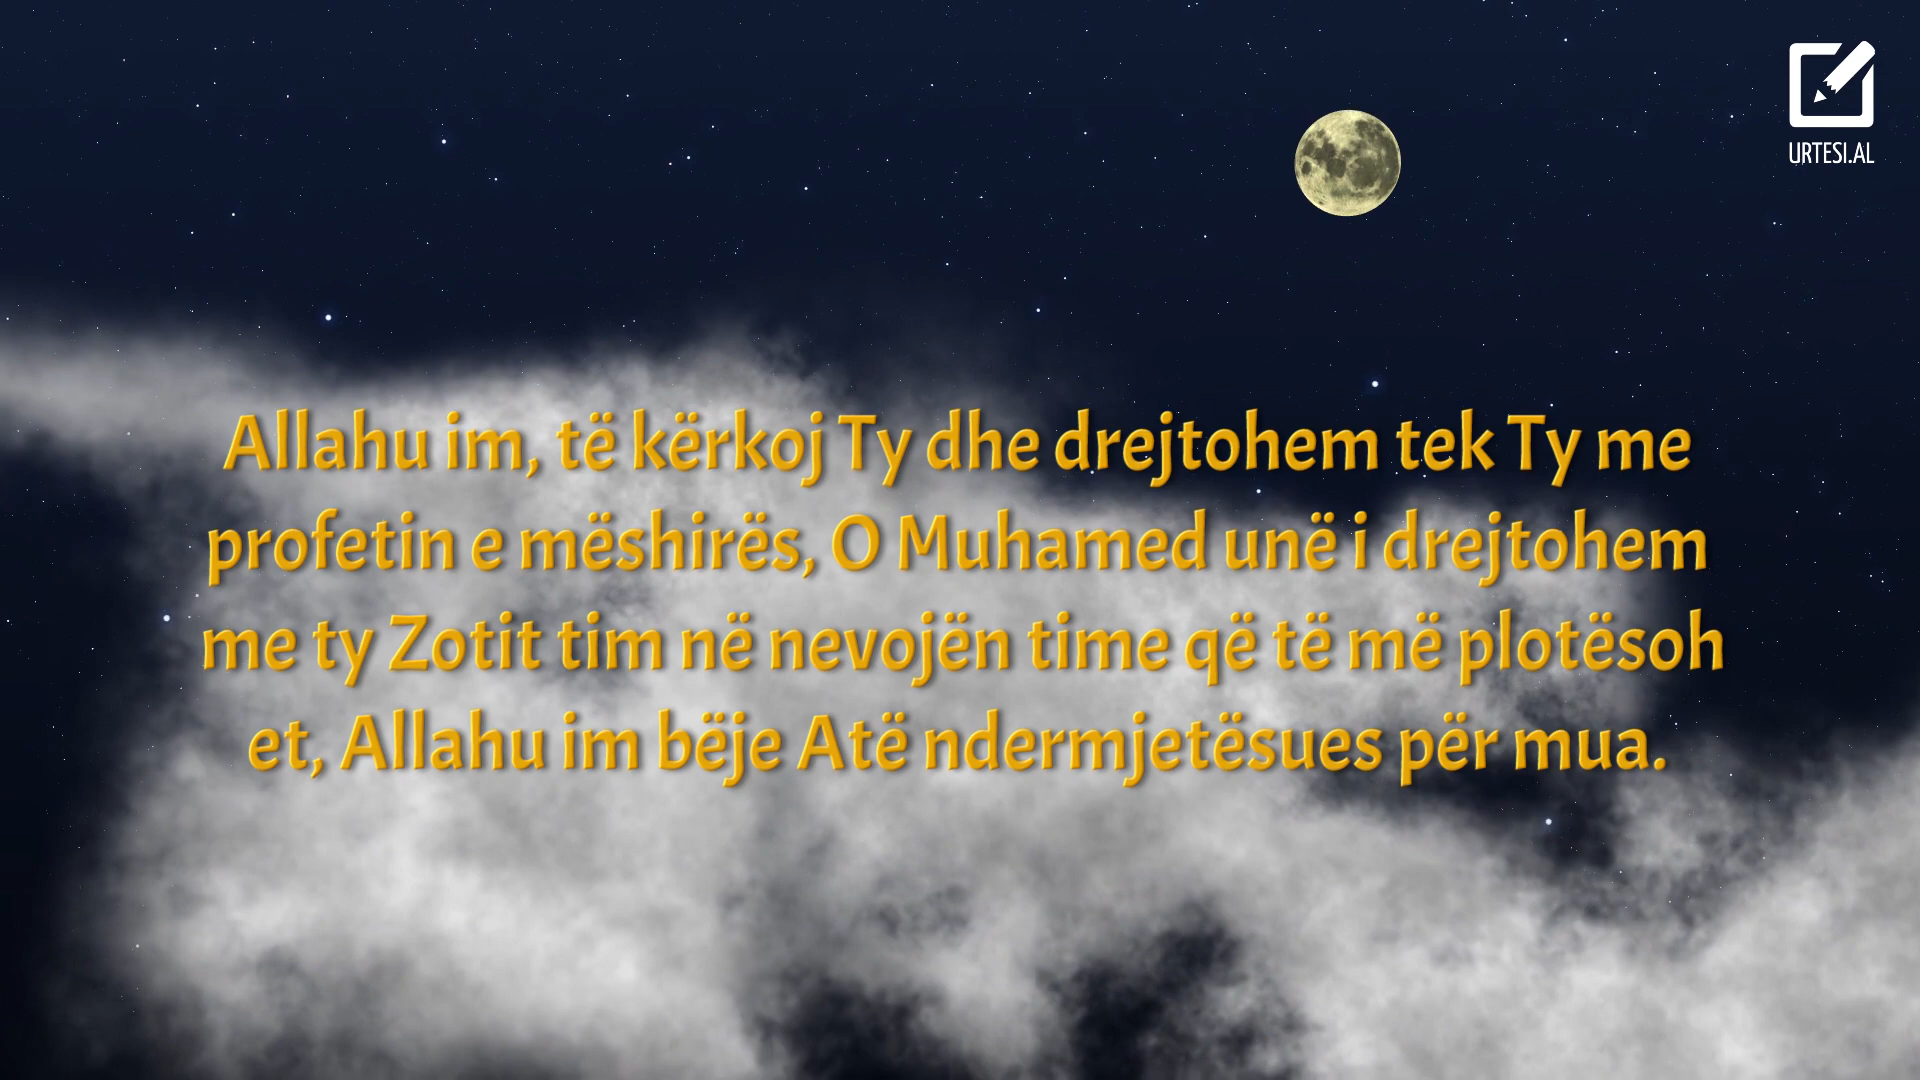 URTESI.AL
Allahu im, të kërkoj Ty dhe drejtohem tek Ty me
profetin e mëshirës, O Muhamed unë i drejtohem
me ty Zotit tim në nevojën time që të më plotësoh
et, Allahu im bëje Atë ndermjetësues për mua.